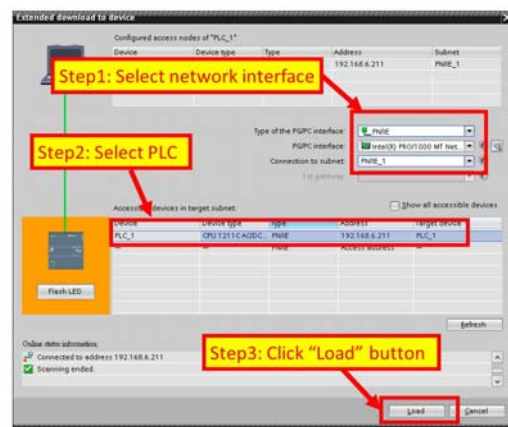 Extended download to device
Configured access nodes of "PLC_1"
Device Device type Type Address Subnet
192.168.6.211 PN/IE_1
Step1: Select network interface
Type of the PG/PC interface: PN/IE
PG/PC interface: Intel(R) PRO/1000 MT Net...
Connection to subnet: PN/IE_1
1st gateway:
Step2: Select PLC
Accessible devices in target subnet:
Show all accessible devices
Device Device type Type Address Target device
PLC_1 CPU 1211C AC/DC... PN/IE 192.168.6.211 PLC_1
— — PN/IE Access address —
Flash LED
Refresh
Online status information:
Connected to address 192.168.6.211
Scanning ended.
Step3: Click “Load” button
Load Cancel